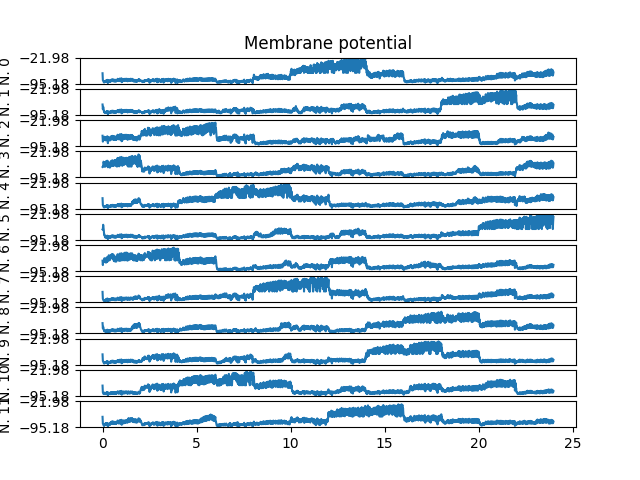 Membrane potential
−21.98
−95.18
N. 0
−21.98
−95.18
N. 1
−21.98
−95.18
N. 2
−21.98
−95.18
N. 3
−21.98
−95.18
N. 4
−21.98
−95.18
N. 5
−21.98
−95.18
N. 6
−21.98
−95.18
N. 7
−21.98
−95.18
N. 8
−21.98
−95.18
N. 9
−21.98
−95.18
N. 10
−21.98
−95.18
N. 11
0 5 10 15 20 25